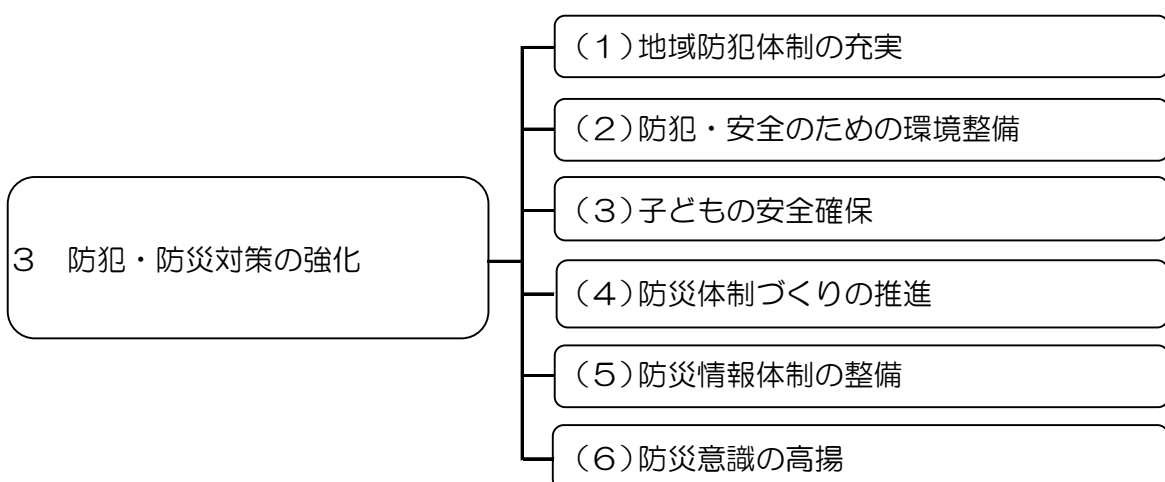 3　防犯・防災対策の強化
（1）地域防犯体制の充実
（2）防犯・安全のための環境整備
（3）子どもの安全確保
（4）防災体制づくりの推進
（5）防災情報体制の整備
（6）防災意識の高揚